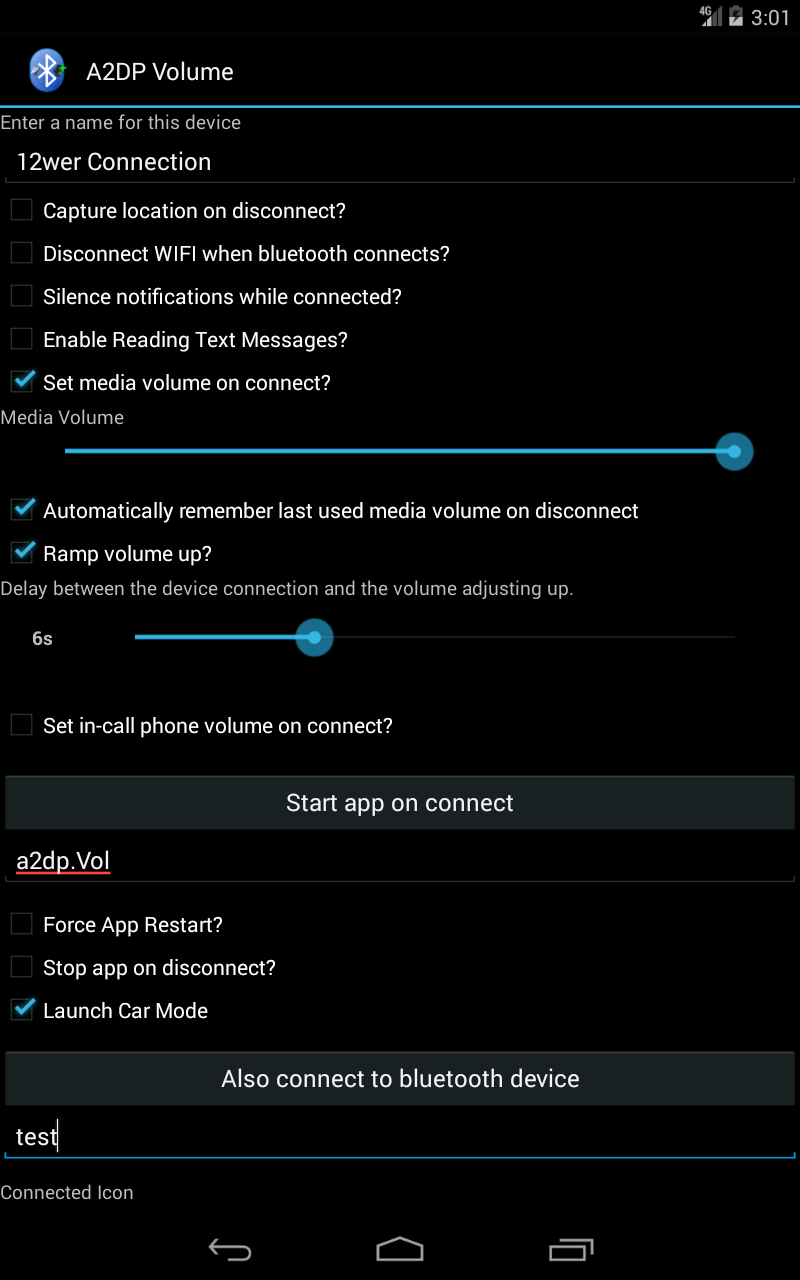 4G 3:01
A2DP Volume
Enter a name for this device
12wer Connection
Capture location on disconnect?
Disconnect WIFI when bluetooth connects?
Silence notifications while connected?
Enable Reading Text Messages?
Set media volume on connect?
Media Volume
Automatically remember last used media volume on disconnect
Ramp volume up?
Delay between the device connection and the volume adjusting up.
6s
Set in-call phone volume on connect?
Start app on connect
a2dp.Vol
Force App Restart?
Stop app on disconnect?
Launch Car Mode
Also connect to bluetooth device
test
Connected Icon